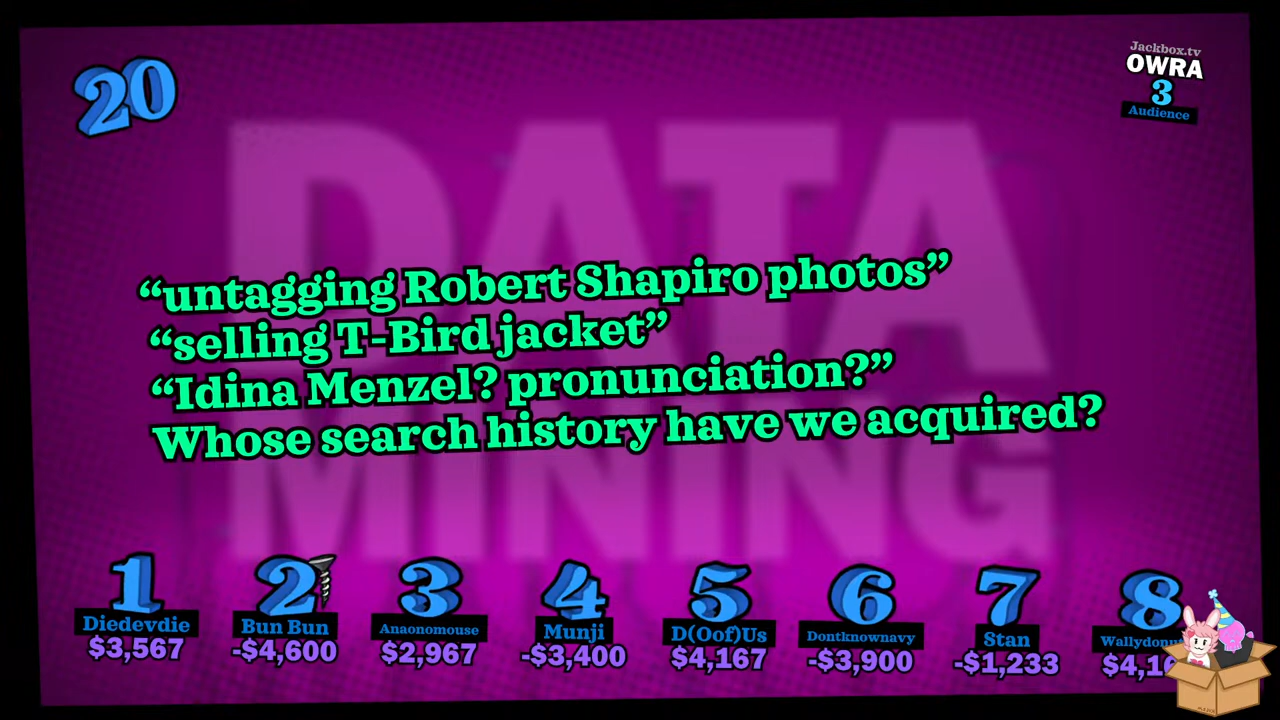 20
Jackbox.tv
OWRA
3
Audience
DATA
MINING
“untagging Robert Shapiro photos”
“selling T-Bird jacket”
“Idina Menzel? pronunciation?”
Whose search history have we acquired?
1 2 3 4 5 6 7 8
Diedevdie Bun Bun Anaonomouse Munji D(Oof)Us Dontknownavy Stan
$3,567 -$4,600 $2,967 -$3,400 $4,167 -$3,900 -$1,233